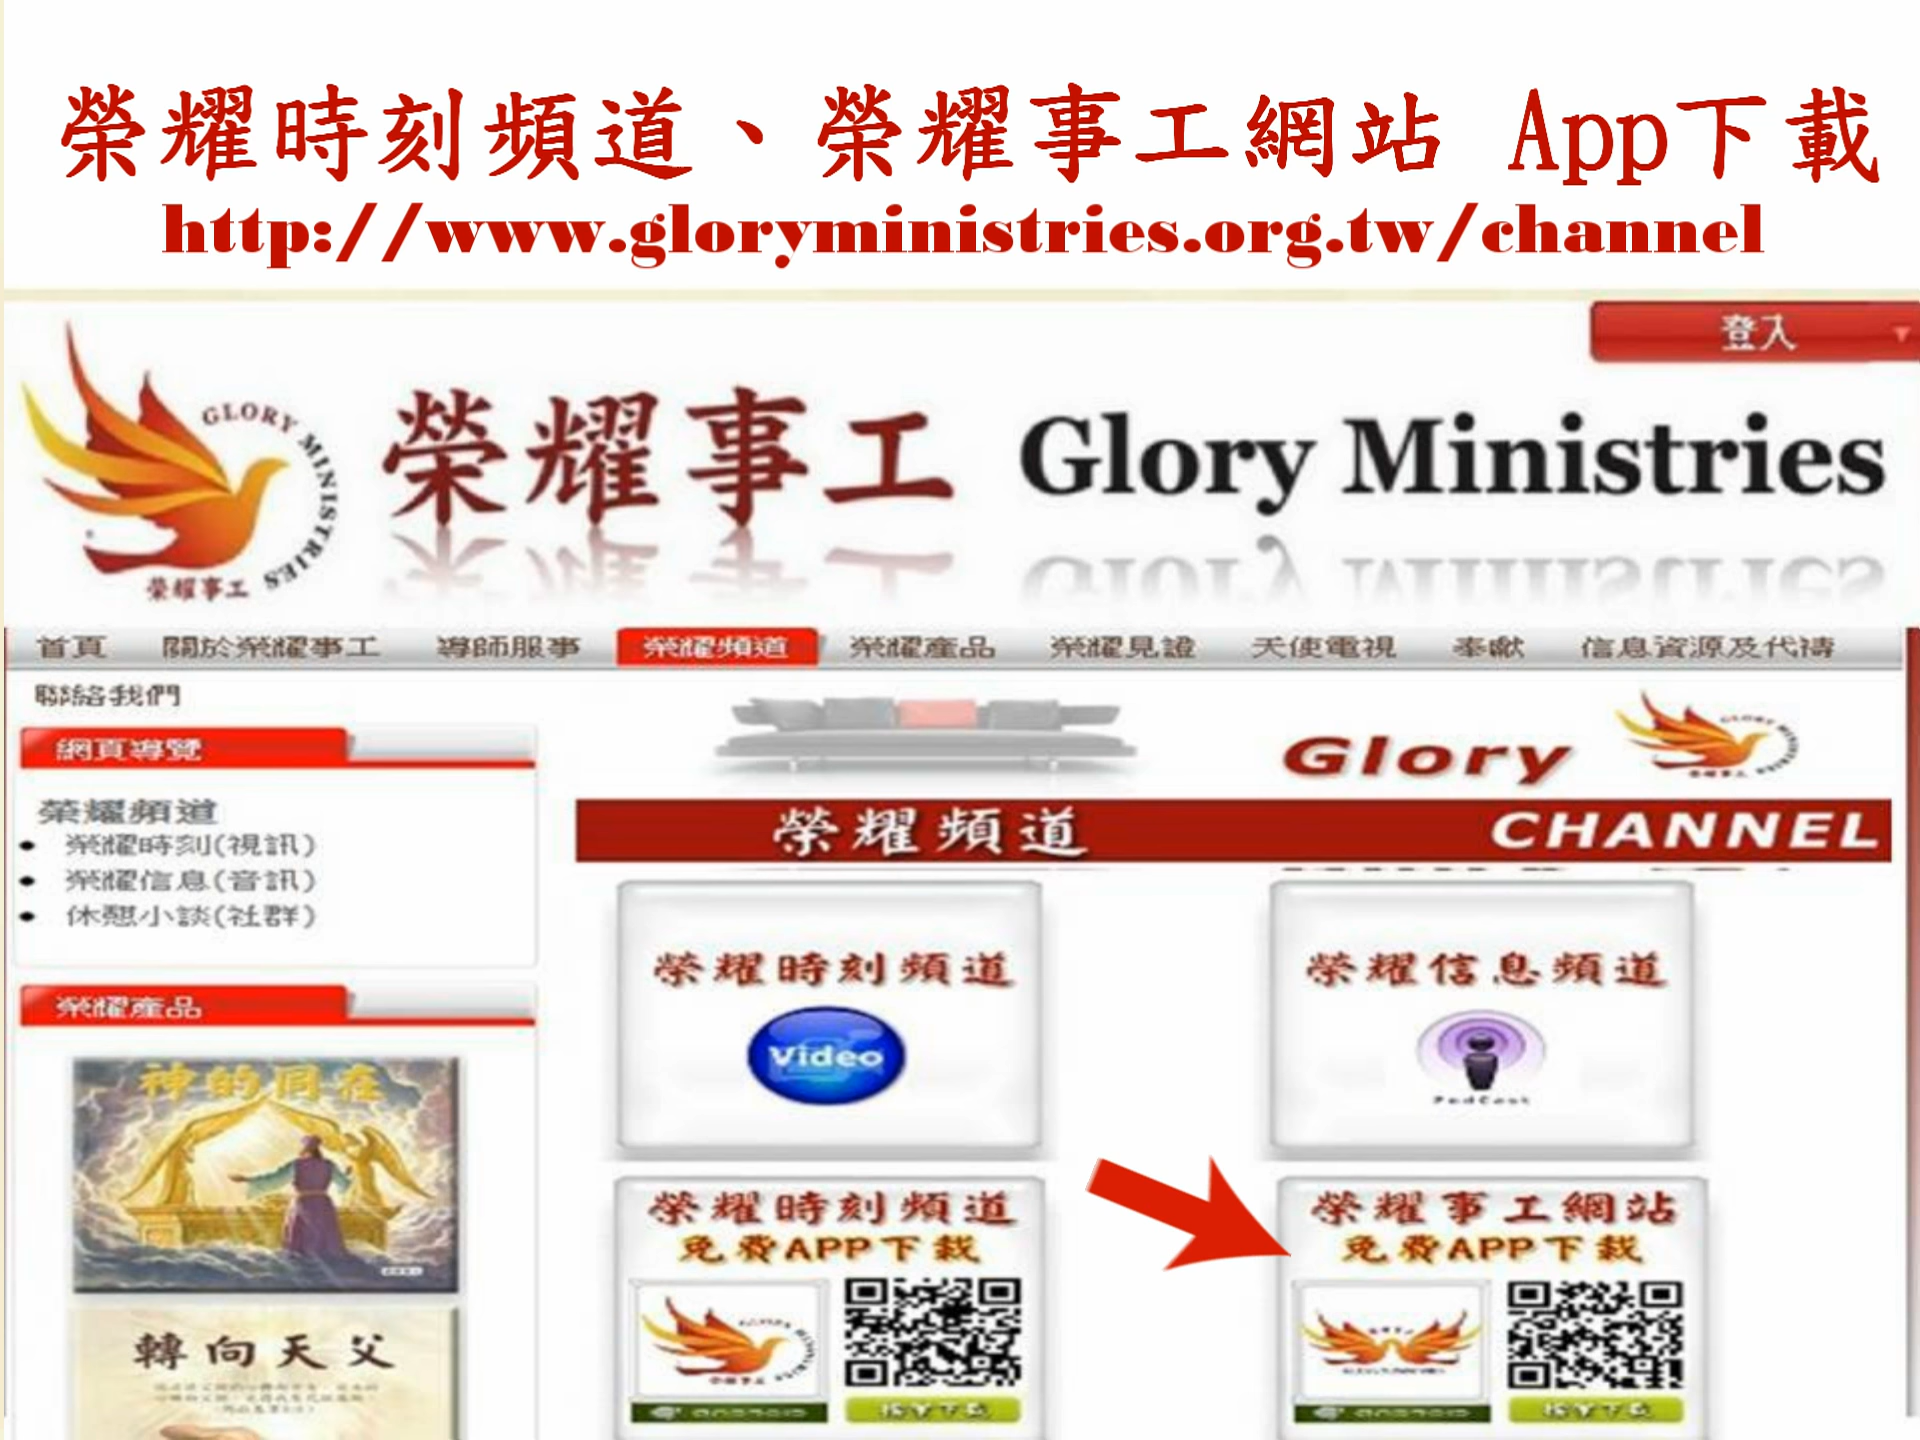 榮耀時刻頻道、榮耀事工網站 App下載
http://www.gloryministries.org.tw/channel
登入
GLORY MINISTRIES
榮耀事工
榮耀事工 Glory Ministries
首頁 關於榮耀事工 導師服事 榮耀頻道 榮耀產品 榮耀見證 天使電視 奉獻 信息資源及代禱
聯絡我們
網頁導覽
榮耀頻道
榮耀時刻(視訊)
榮耀信息(音訊)
休憩小談(社群)
榮耀產品
神的同在
轉向天父
Glory
榮耀頻道 CHANNEL
榮耀時刻頻道
Video
榮耀信息頻道
PodCast
榮耀時刻頻道
免費APP下載
榮耀事工網站
免費APP下載